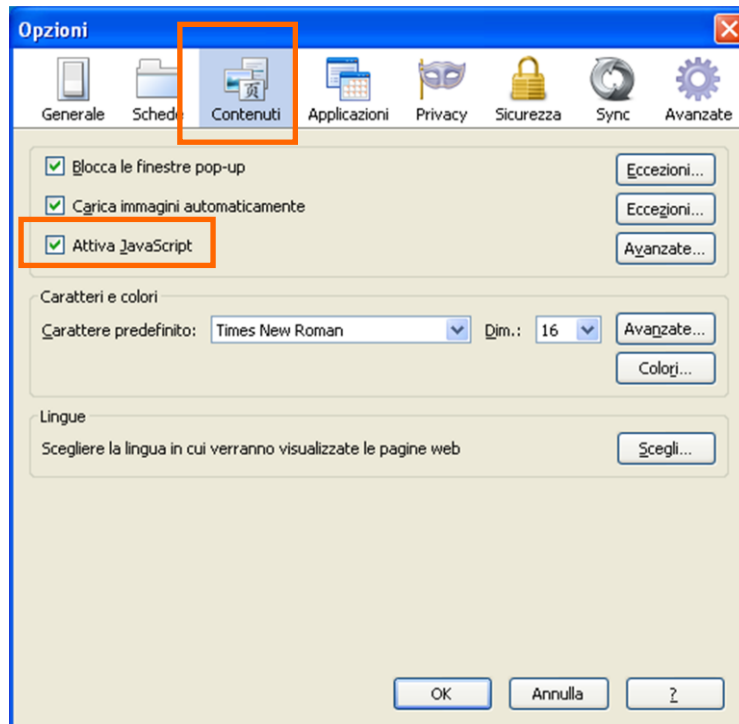 Opzioni
Generale Schede Contenuti Applicazioni Privacy Sicurezza Sync Avanzate
Blocca le finestre pop-up Eccezioni...
Carica immagini automaticamente Eccezioni...
Attiva JavaScript Avanzate...
Caratteri e colori
Carattere predefinito: Times New Roman Dim.: 16 Avanzate...
Colori...
Lingue
Scegliere la lingua in cui verranno visualizzate le pagine web Scegli...
OK Annulla ?